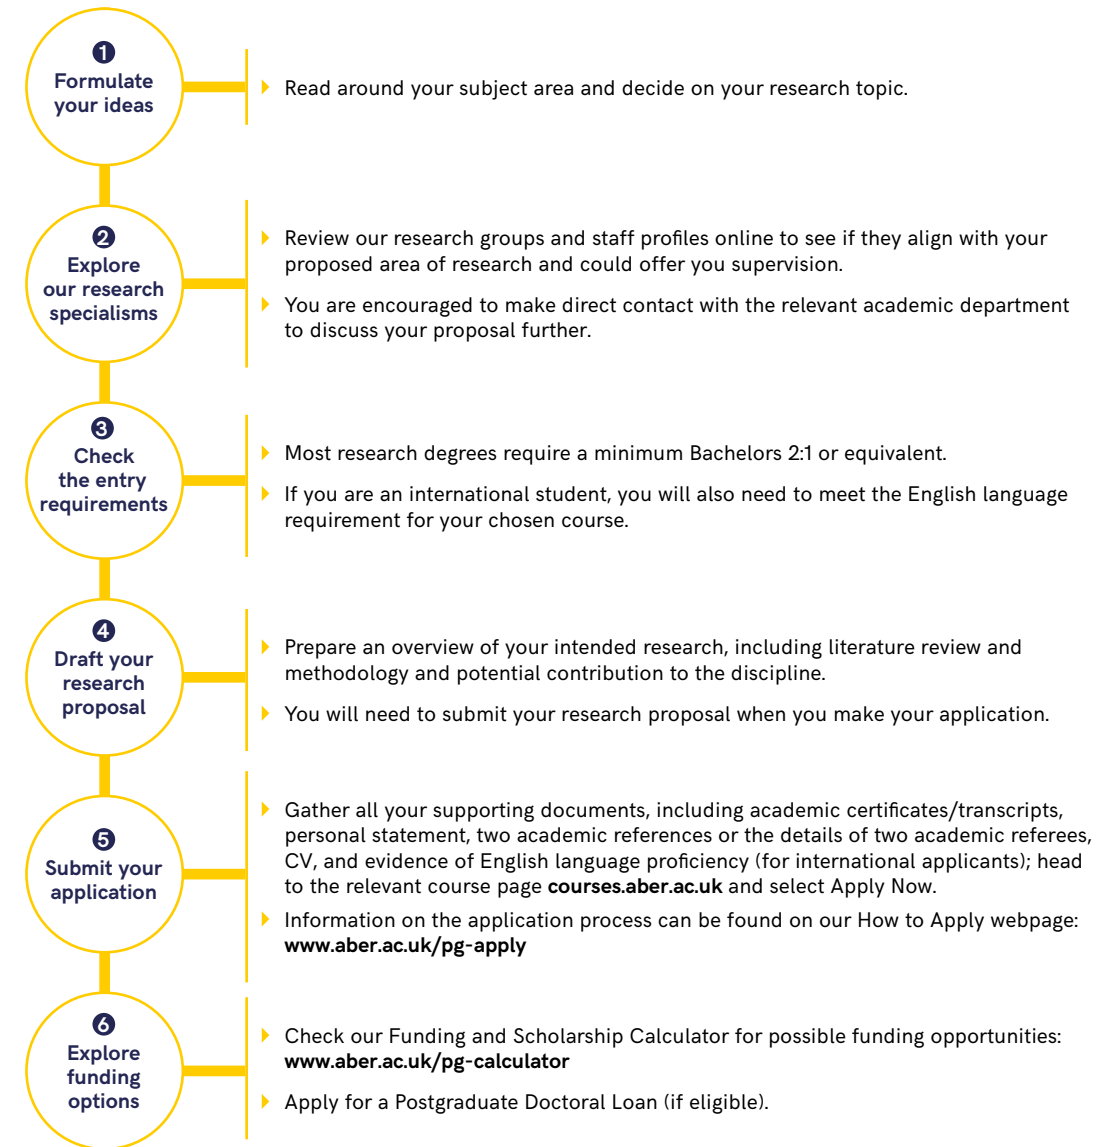 1
Formulate
your ideas
Read around your subject area and decide on your research topic.
2
Explore
our research
specialisms
Review our research groups and staff profiles online to see if they align with your
proposed area of research and could offer you supervision.
You are encouraged to make direct contact with the relevant academic department
to discuss your proposal further.
3
Check
the entry
requirements
Most research degrees require a minimum Bachelors 2:1 or equivalent.
If you are an international student, you will also need to meet the English language
requirement for your chosen course.
4
Draft your
research
proposal
Prepare an overview of your intended research, including literature review and
methodology and potential contribution to the discipline.
You will need to submit your research proposal when you make your application.
5
Submit your
application
Gather all your supporting documents, including academic certificates/transcripts,
personal statement, two academic references or the details of two academic referees,
CV, and evidence of English language proficiency (for international applicants); head
to the relevant course page courses.aber.ac.uk and select Apply Now.
Information on the application process can be found on our How to Apply webpage:
www.aber.ac.uk/pg-apply
6
Explore
funding
options
Check our Funding and Scholarship Calculator for possible funding opportunities:
www.aber.ac.uk/pg-calculator
Apply for a Postgraduate Doctoral Loan (if eligible).